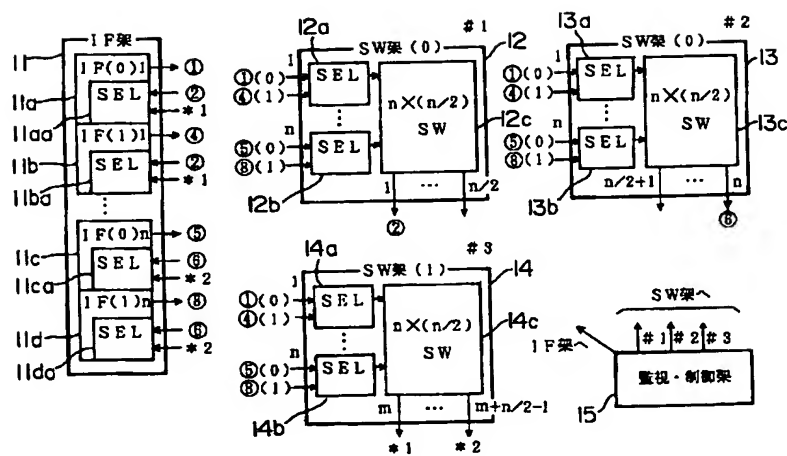 11
IF架
IF(0)1
①
11a
SEL
②
*1
11aa
IF(1)1
④
11b
SEL
②
*1
11ba
IF(0)n
⑤
11c
SEL
⑥
*2
11ca
IF(1)n
⑧
11d
SEL
⑥
*2
11da
#1
12a
SW架(0)
12
1
①(0)
④(1)
SEL
n×(n/2)
SW
12c
n
⑤(0)
⑧(1)
SEL
12b
1 … n/2
②
#2
13a
SW架(0)
13
1
①(0)
④(1)
SEL
n×(n/2)
SW
13c
n
⑤(0)
⑧(1)
SEL
13b
n/2+1 … n
⑥
#3
14a
SW架(1)
14
1
①(0)
④(1)
SEL
n×(n/2)
SW
14c
n
⑤(0)
⑧(1)
SEL
14b
m … m+n/2-1
*1 *2
SW架へ
IF架へ
#1 #2 #3
監視・制御架
15